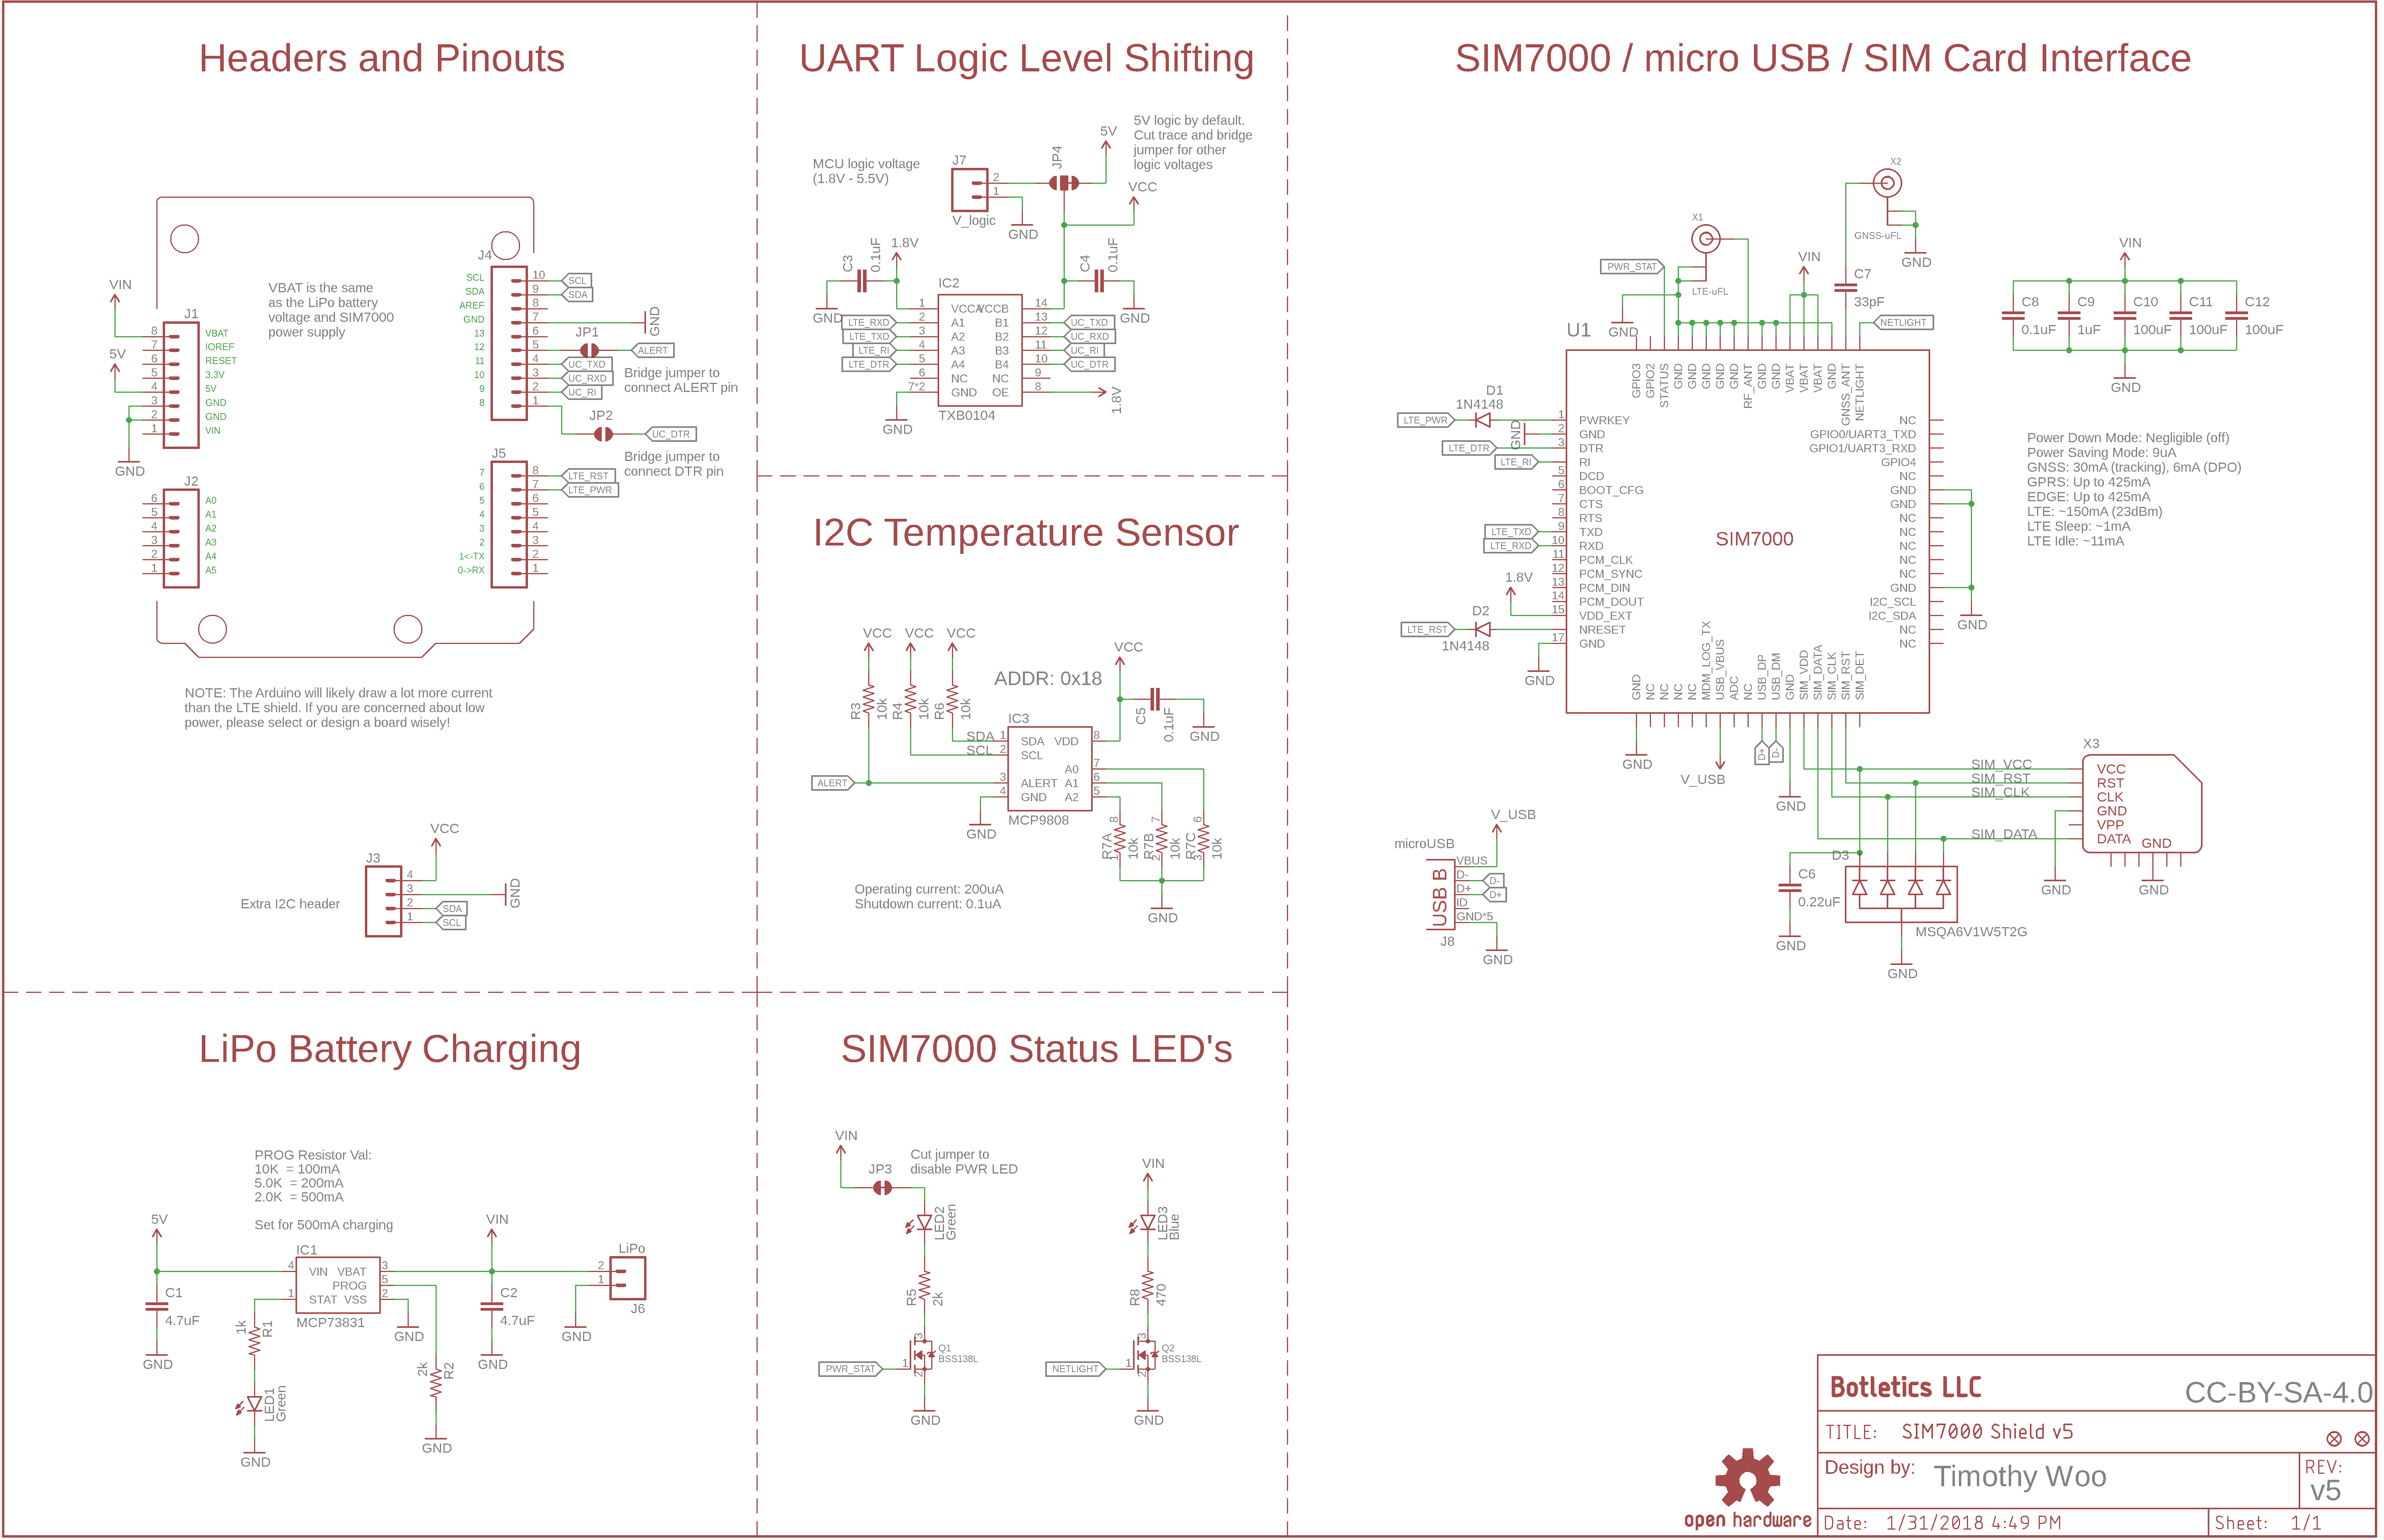 Headers and Pinouts
VIN
5V
GND
J1
8
7
6
5
4
3
2
1
VBAT
IOREF
RESET
3.3V
5V
GND
GND
VIN
VBAT is the same
as the LiPo battery
voltage and SIM7000
power supply
J2
6
5
4
3
2
1
A0
A1
A2
A3
A4
A5
J4
SCL
SDA
AREF
GND
13
12
11
10
9
8
10
9
8
7
6
5
4
3
2
1
SCL
SDA
GND
JP1
ALERT
UC_TXD
UC_RXD
UC_RI
Bridge jumper to
connect ALERT pin
JP2
UC_DTR
Bridge jumper to
connect DTR pin
J5
7
6
5
4
3
2
1<-TX
0->RX
8
7
6
5
4
3
2
1
LTE_RST
LTE_PWR
NOTE: The Arduino will likely draw a lot more current
than the LTE shield. If you are concerned about low
power, please select or design a board wisely!
VCC
J3
4
3
2
1
GND
SDA
SCL
Extra I2C header
UART Logic Level Shifting
MCU logic voltage
(1.8V - 5.5V)
J7
2
1
V_logic
GND
JP4
5V
5V logic by default.
Cut trace and bridge
jumper for other
logic voltages
VCC
C3
0.1uF
1.8V
GND
C4
0.1uF
GND
IC2
1
2
3
4
5
6
7*2
VCCA
A1
A2
A3
A4
NC
GND
VCCB
B1
B2
B3
B4
NC
OE
14
13
12
11
10
9
8
LTE_RXD
LTE_TXD
LTE_RI
LTE_DTR
UC_TXD
UC_RXD
UC_RI
UC_DTR
1.8V
GND
TXB0104
I2C Temperature Sensor
VCC
VCC
VCC
VCC
R3
10k
R4
10k
R6
10k
ADDR: 0x18
C5
0.1uF
GND
IC3
SDA
SCL
1
2
3
4
SDA
SCL
ALERT
GND
VDD
A0
A1
A2
8
7
6
5
ALERT
GND
MCP9808
R7A
10k
8
1
R7B
10k
7
2
R7C
10k
6
3
GND
Operating current: 200uA
Shutdown current: 0.1uA
SIM7000 / micro USB / SIM Card Interface
X2
GNSS-uFL
GND
X1
LTE-uFL
PWR_STAT
GND
VIN
C7
33pF
NETLIGHT
VIN
C8
0.1uF
C9
1uF
C10
100uF
C11
100uF
C12
100uF
GND
U1
GPIO3
GPIO2
STATUS
GND
GND
GND
GND
GND
RF_ANT
GND
GND
VBAT
VBAT
VBAT
GND
GNSS_ANT
NETLIGHT
D1
1N4148
LTE_PWR
GND
LTE_DTR
LTE_RI
LTE_TXD
LTE_RXD
1.8V
D2
LTE_RST
1N4148
GND
1
2
3
5
6
7
8
9
10
11
12
13
14
15
17
PWRKEY
GND
DTR
RI
DCD
BOOT_CFG
CTS
RTS
TXD
RXD
PCM_CLK
PCM_SYNC
PCM_DIN
PCM_DOUT
VDD_EXT
NRESET
GND
SIM7000
NC
GPIO0/UART3_TXD
GPIO1/UART3_RXD
GPIO4
NC
GND
GND
NC
NC
NC
NC
NC
GND
I2C_SCL
I2C_SDA
NC
NC
GND
Power Down Mode: Negligible (off)
Power Saving Mode: 9uA
GNSS: 30mA (tracking), 6mA (DPO)
GPRS: Up to 425mA
EDGE: Up to 425mA
LTE: ~150mA (23dBm)
LTE Sleep: ~1mA
LTE Idle: ~11mA
GND
NC
NC
NC
NC
MDM_LOG_TX
USB_VBUS
ADC
NC
USB_DP
USB_DM
GND
SIM_VDD
SIM_DATA
SIM_CLK
SIM_RST
SIM_DET
GND
V_USB
D+
D-
GND
SIM_VCC
SIM_RST
SIM_CLK
SIM_DATA
X3
VCC
RST
CLK
GND
VPP
DATA
GND
GND
GND
D3
C6
0.22uF
GND
MSQA6V1W5T2G
GND
V_USB
microUSB
USB B
VBUS
D-
D+
ID
GND*5
D-
D+
J8
GND
LiPo Battery Charging
PROG Resistor Val:
10K = 100mA
5.0K = 200mA
2.0K = 500mA
Set for 500mA charging
5V
C1
4.7uF
GND
IC1
4
1
VIN
STAT
VBAT
PROG
VSS
3
5
2
MCP73831
GND
1k
R1
LED1
Green
GND
2k
R2
GND
VIN
C2
4.7uF
GND
LiPo
2
1
J6
GND
SIM7000 Status LED's
VIN
JP3
Cut jumper to
disable PWR LED
LED2
Green
R5
2k
PWR_STAT
1
3
2
Q1
BSS138L
GND
VIN
LED3
Blue
R8
470
NETLIGHT
1
3
2
Q2
BSS138L
GND
open hardware
Botletics LLC
CC-BY-SA-4.0
TITLE: SIM7000 Shield v5
Design by: Timothy Woo
REV:
v5
Date: 1/31/2018 4:49 PM
Sheet: 1/1